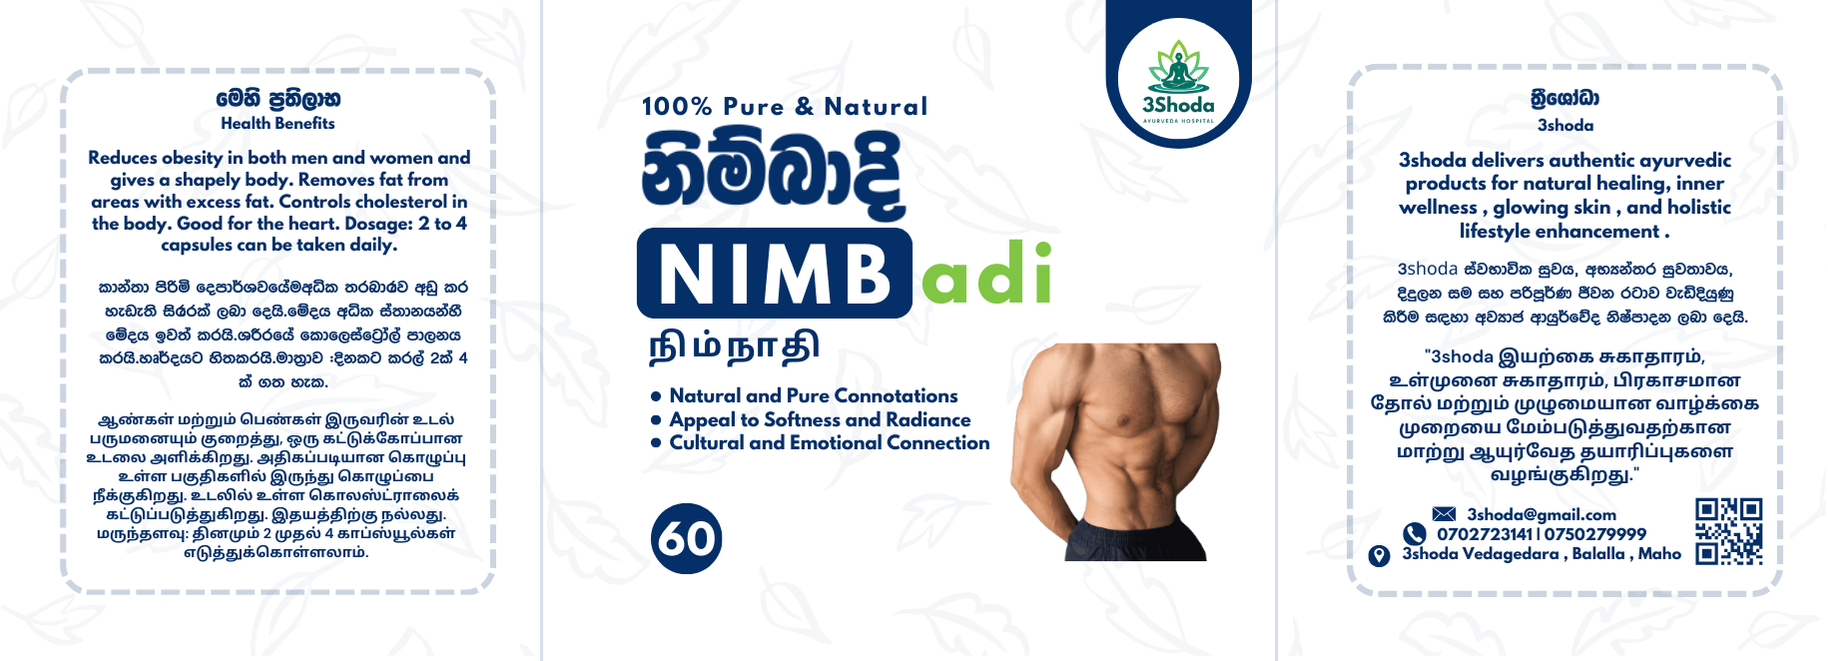 මෙහි ප්‍රතිලාභ
Health Benefits
Reduces obesity in both men and women and
gives a shapely body. Removes fat from
areas with excess fat. Controls cholesterol in
the body. Good for the heart. Dosage: 2 to 4
capsules can be taken daily.
කාන්තා පිරිමි දෙපාර්ශවයේමඅධික තරබාරුව අඩු කර
හැඩැති සිරුරක් ලබා දෙයි.මේදය අධික ස්තානයන්හී
මේදය ඉවත් කරයි.ශරීරයේ කොලෙස්ට්‍රෝල් පාලනය
කරයි.හෘර්දයට හිතකරයි.මාත්‍රාව :දිනකට කරල් 2ක් 4
ක් ගත හැක.
ஆண்கள் மற்றும் பெண்கள் இருவரின் உடல்
பருமனையும் குறைத்து, ஒரு கட்டுக்கோப்பான
உடலை அளிக்கிறது. அதிகப்படியான கொழுப்பு
உள்ள பகுதிகளில் இருந்து கொழுப்பை
நீக்குகிறது. உடலில் உள்ள கொலஸ்ட்ராலைக்
கட்டுப்படுத்துகிறது. இதயத்திற்கு நல்லது.
மருந்தளவு: தினமும் 2 முதல் 4 காப்ஸ்யூல்கள்
எடுத்துக்கொள்ளலாம்.
100% Pure & Natural
නිම්බාදි
NIMB adi
நிம்நாதி
• Natural and Pure Connotations
• Appeal to Softness and Radiance
• Cultural and Emotional Connection
60
3Shoda
AYURVEDA HOSPITAL
ත්‍රීශෝධා
3shoda
3shoda delivers authentic ayurvedic
products for natural healing, inner
wellness , glowing skin , and holistic
lifestyle enhancement .
3shoda ස්වභාවික සුවය, අභ්‍යන්තර සුවතාවය,
දිදුලන සම සහ පරිපූර්ණ ජීවන රටාව වැඩිදියුණු
කිරීම සඳහා අව්‍යාජ ආයුර්වේද නිෂ්පාදන ලබා දෙයි.
"3shoda இயற்கை சுகாதாரம்,
உள்முனை சுகாதாரம், பிரகாசமான
தோல் மற்றும் முழுமையான வாழ்க்கை
முறையை மேம்படுத்துவதற்கான
மாற்று ஆயுர்வேத தயாரிப்புகளை
வழங்குகிறது."
3shoda@gmail.com
0702723141 | 0750279999
3shoda Vedagedara , Balalla , Maho